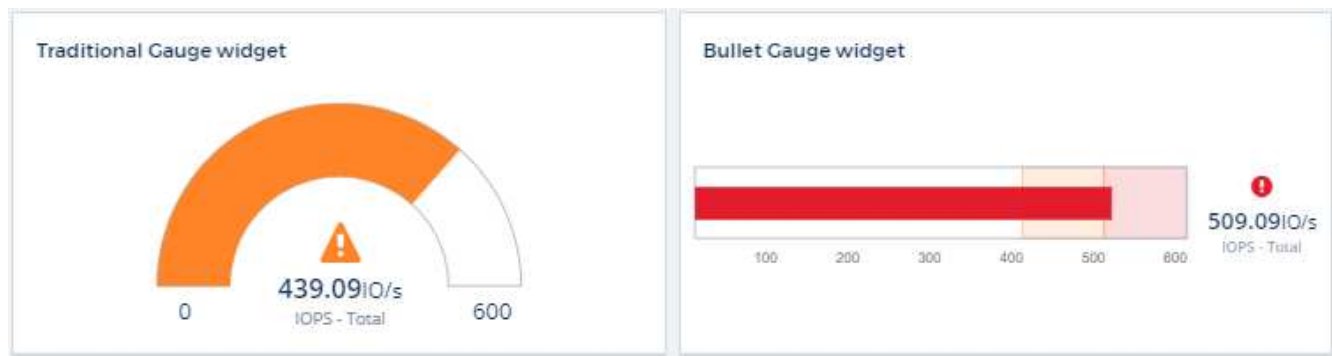 Traditional Gauge widget
439.09IO/s
IOPS - Total
0
600
Bullet Gauge widget
100 200 300 400 500 600
509.09IO/s
IOPS - Total